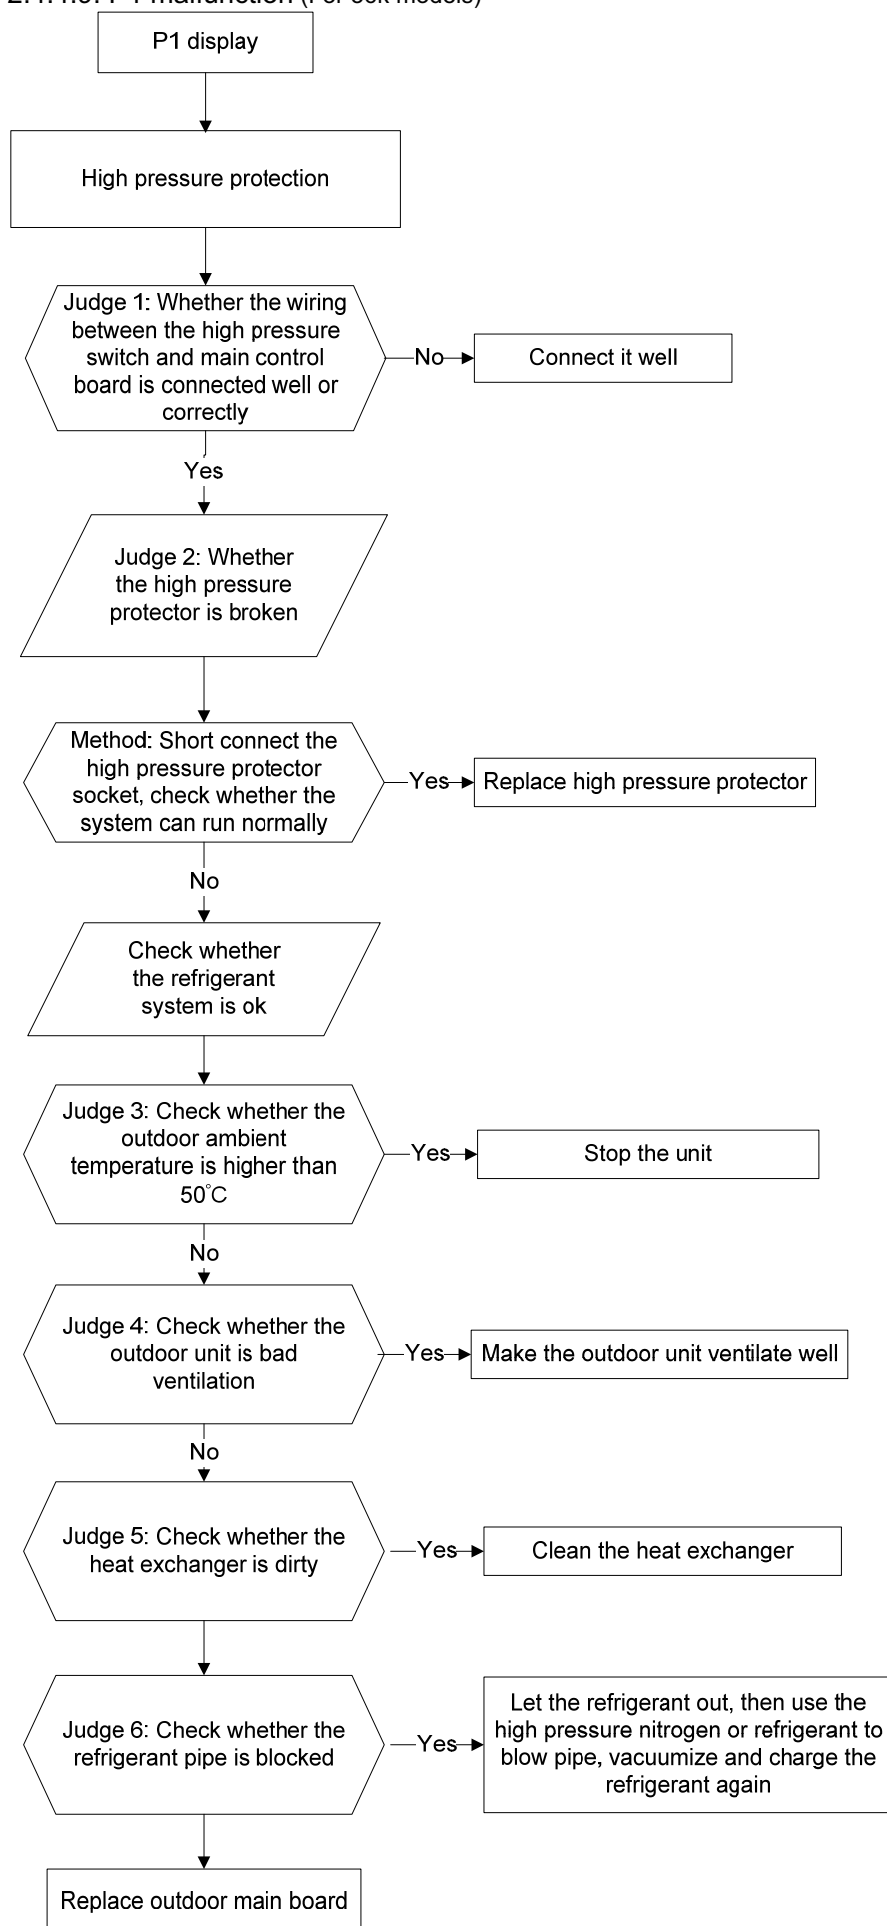 P1 display
High pressure protection
Judge 1: Whether the wiring
between the high pressure
switch and main control
board is connected well or
correctly
No
Connect it well
Yes
Judge 2: Whether
the high pressure
protector is broken
Method: Short connect the
high pressure protector
socket, check whether the
system can run normally
Yes
Replace high pressure protector
No
Check whether
the refrigerant
system is ok
Judge 3: Check whether the
outdoor ambient
temperature is higher than
50°C
Yes
Stop the unit
No
Judge 4: Check whether the
outdoor unit is bad
ventilation
Yes
Make the outdoor unit ventilate well
No
Judge 5: Check whether the
heat exchanger is dirty
Yes
Clean the heat exchanger
Judge 6: Check whether the
refrigerant pipe is blocked
Yes
Let the refrigerant out, then use the
high pressure nitrogen or refrigerant to
blow pipe, vacuumize and charge the
refrigerant again
Replace outdoor main board